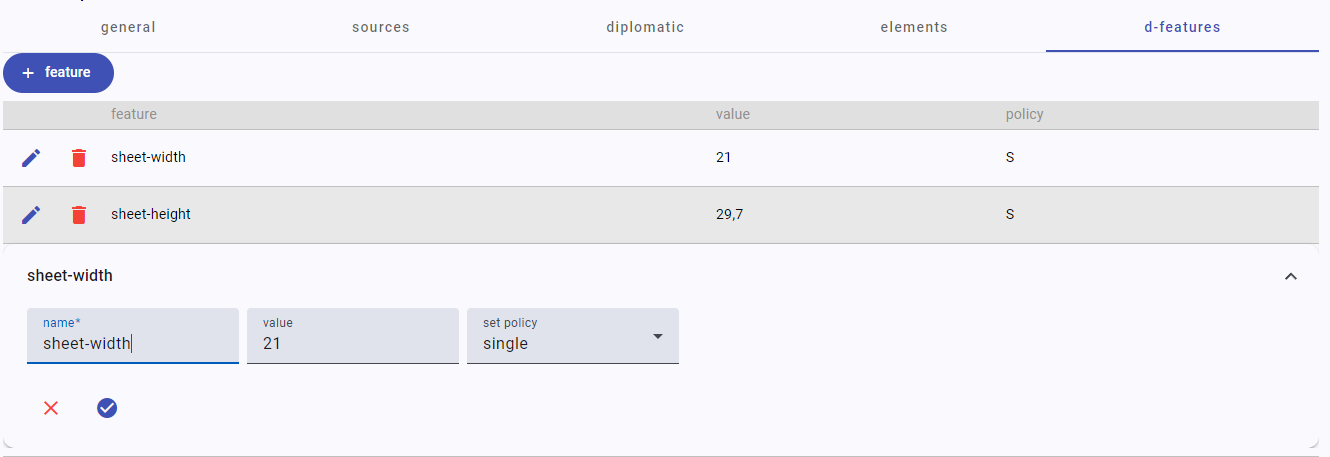 general sources diplomatic elements d-features
+ feature
feature value policy
sheet-width 21 S
sheet-height 29,7 S
sheet-width
name* value set policy
sheet-width 21 single